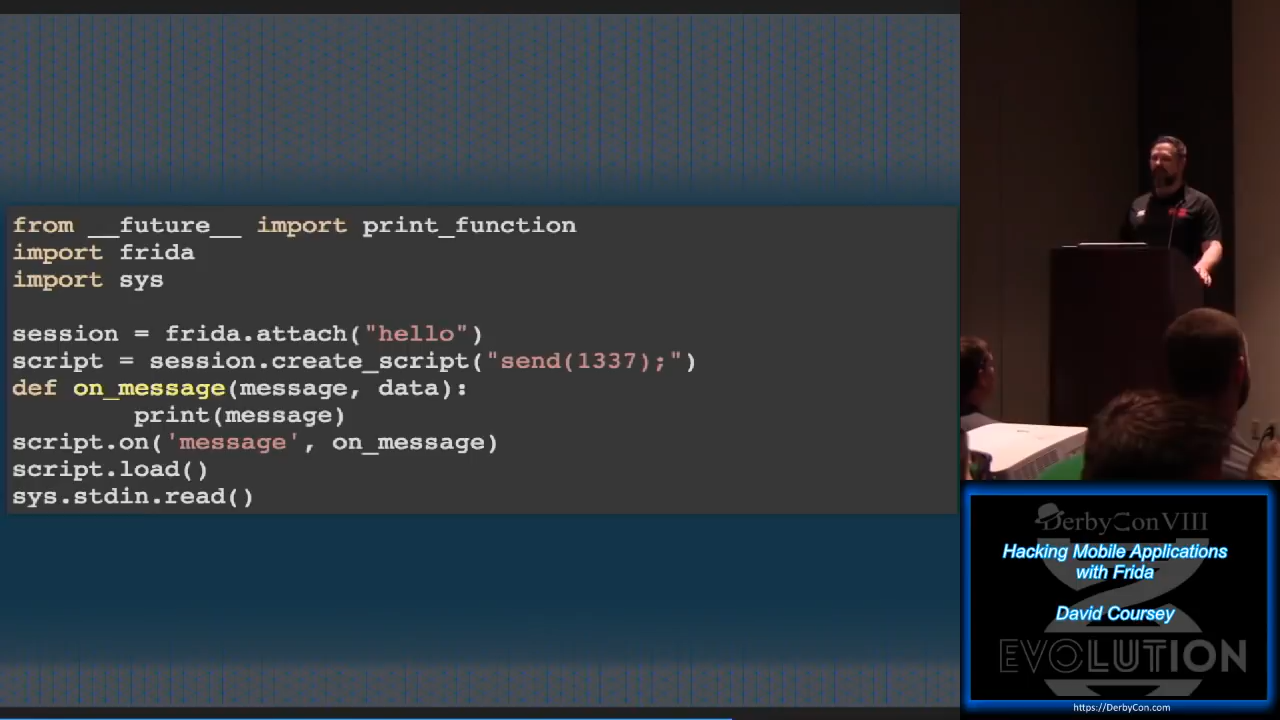 from __future__ import print_function
import frida
import sys
session = frida.attach("hello")
script = session.create_script("send(1337);")
def on_message(message, data):
        print(message)
script.on('message', on_message)
script.load()
sys.stdin.read()
DerbyCon VIII
Hacking Mobile Applications
with Frida
David Coursey
EVOLUTION
https://DerbyCon.com